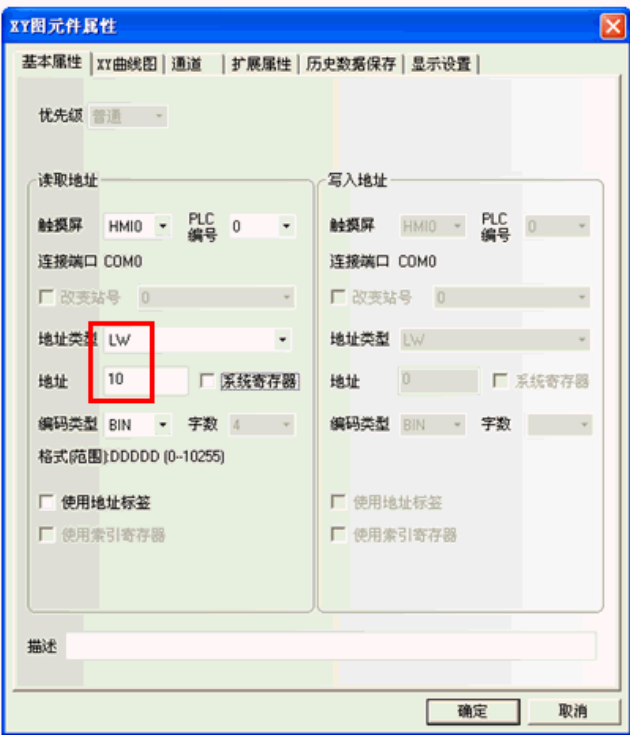 XY图元件属性
基本属性 XY曲线图 通道 扩展属性 历史数据保存 显示设置
优先级 普通
读取地址
触摸屏 HMI0 PLC编号 0
连接端口 COM0
改变站号 0
地址类型 LW
地址 10 系统寄存器
编码类型 BIN 字数 4
格式(范围):DDDDD (0--10255)
使用地址标签
使用索引寄存器
写入地址
触摸屏 HMI0 PLC编号 0
连接端口 COM0
改变站号 0
地址类型 LW
地址 0 系统寄存器
编码类型 BIN 字数
使用地址标签
使用索引寄存器
描述
确定 取消